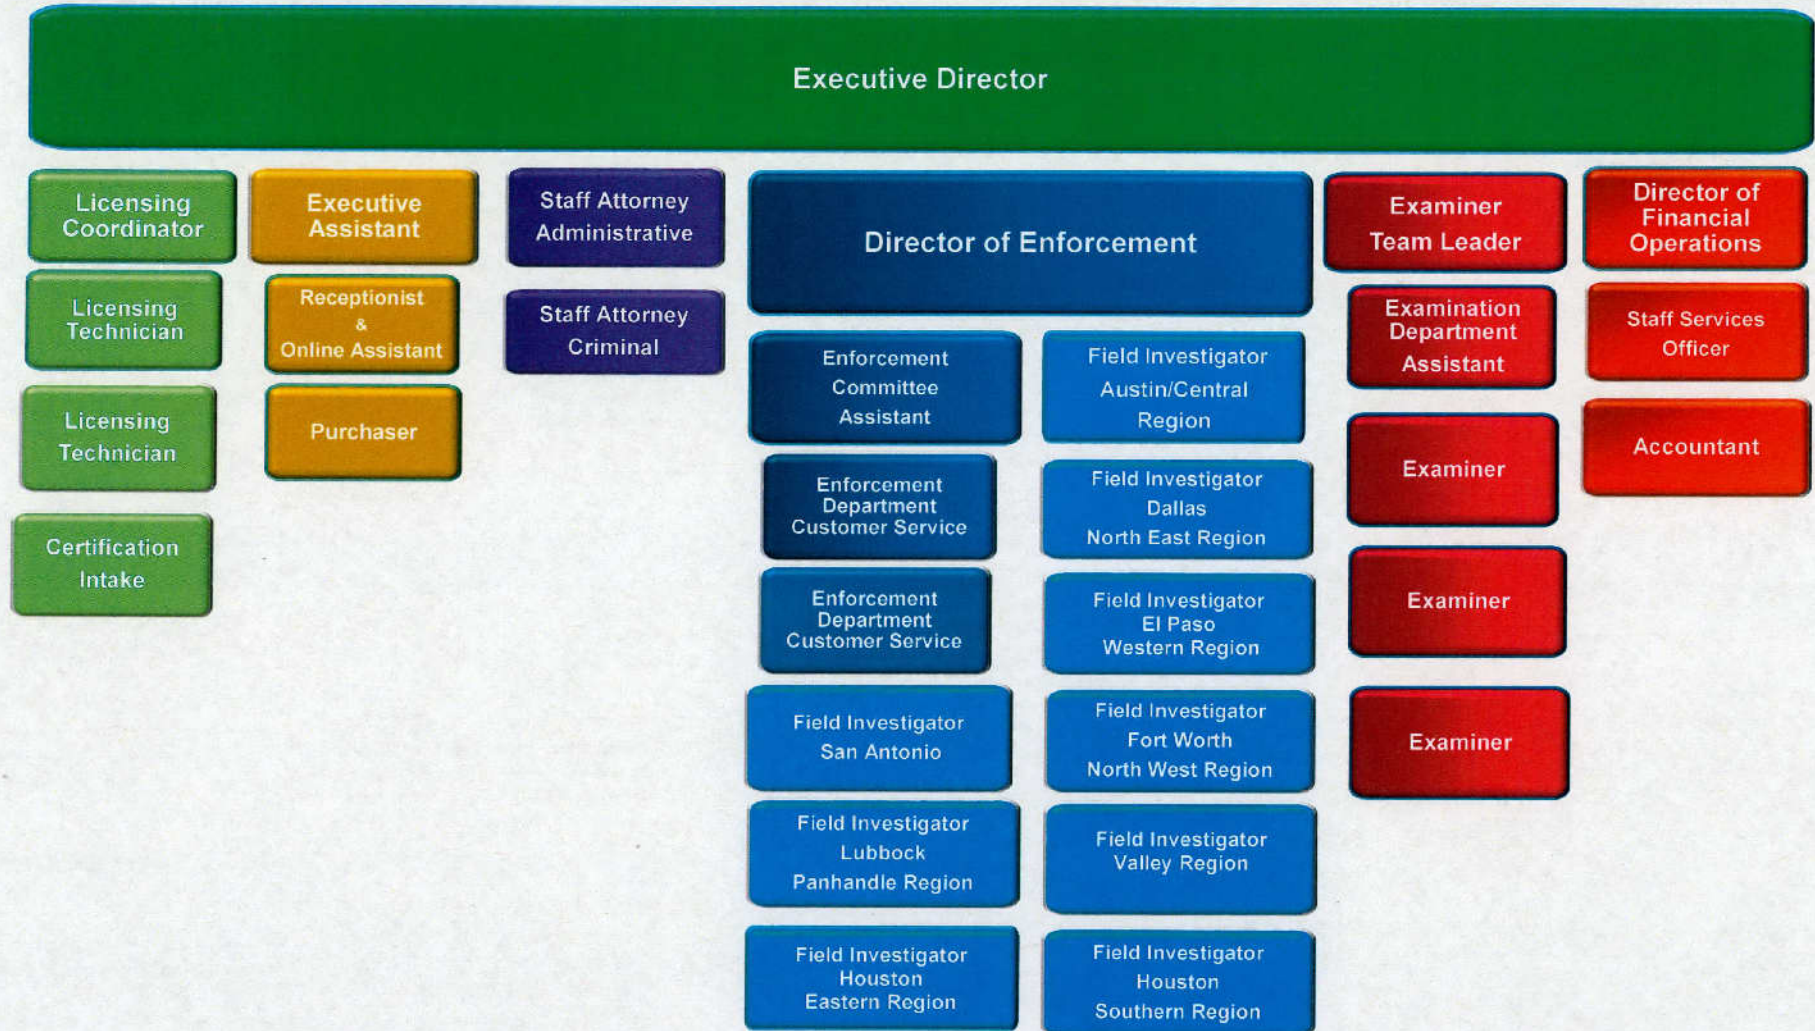 Executive Director
Licensing
Coordinator
Licensing
Technician
Licensing
Technician
Certification
Intake
Executive
Assistant
Receptionist
&
Online Assistant
Purchaser
Staff Attorney
Administrative
Staff Attorney
Criminal
Director of Enforcement
Enforcement
Committee
Assistant
Enforcement
Department
Customer Service
Enforcement
Department
Customer Service
Field Investigator
San Antonio
Field Investigator
Lubbock
Panhandle Region
Field Investigator
Houston
Eastern Region
Field Investigator
Austin/Central
Region
Field Investigator
Dallas
North East Region
Field Investigator
El Paso
Western Region
Field Investigator
Fort Worth
North West Region
Field Investigator
Valley Region
Field Investigator
Houston
Southern Region
Examiner
Team Leader
Examination
Department
Assistant
Examiner
Examiner
Examiner
Director of
Financial
Operations
Staff Services
Officer
Accountant